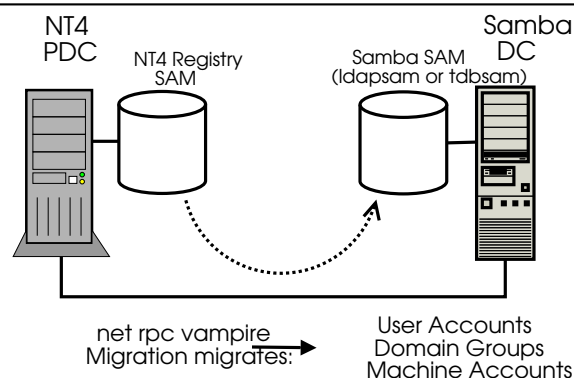 NT4
PDC
NT4 Registry
SAM
Samba SAM
(ldapsam or tdbsam)
Samba
DC
net rpc vampire
Migration migrates:
User Accounts
Domain Groups
Machine Accounts